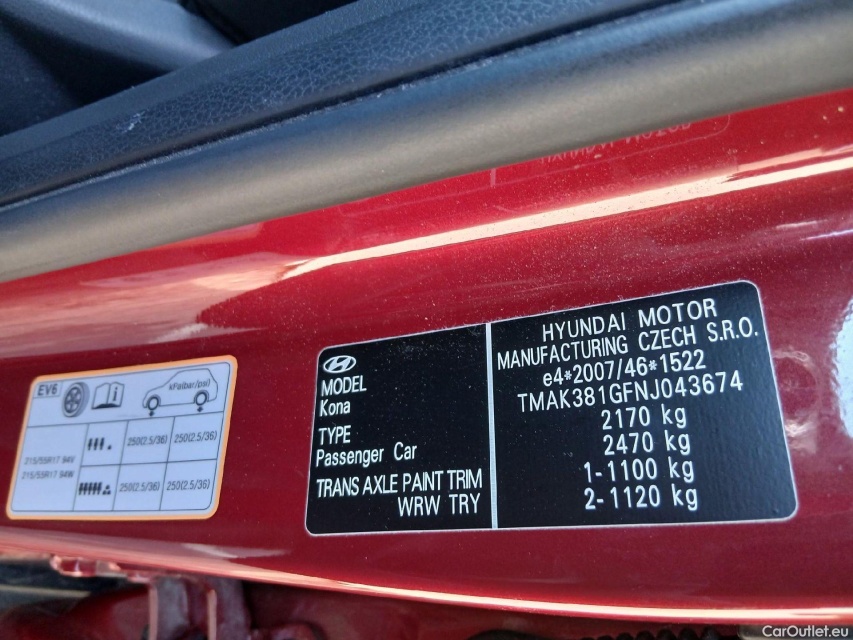 EV6
kFa(bar/psi)
215/55R17 94V
215/55R17 94W
250(2.5/36)
250(2.5/36)
250(2.5/36)
250(2.5/36)
MODEL
Kona
TYPE
Passenger Car
TRANS AXLE PAINT TRIM
WRW TRY
HYUNDAI MOTOR
MANUFACTURING CZECH S.R.O.
e4*2007/46*1522
TMAK381GFNJ043674
2170 kg
2470 kg
1-1100 kg
2-1120 kg
CarOutlet.eu